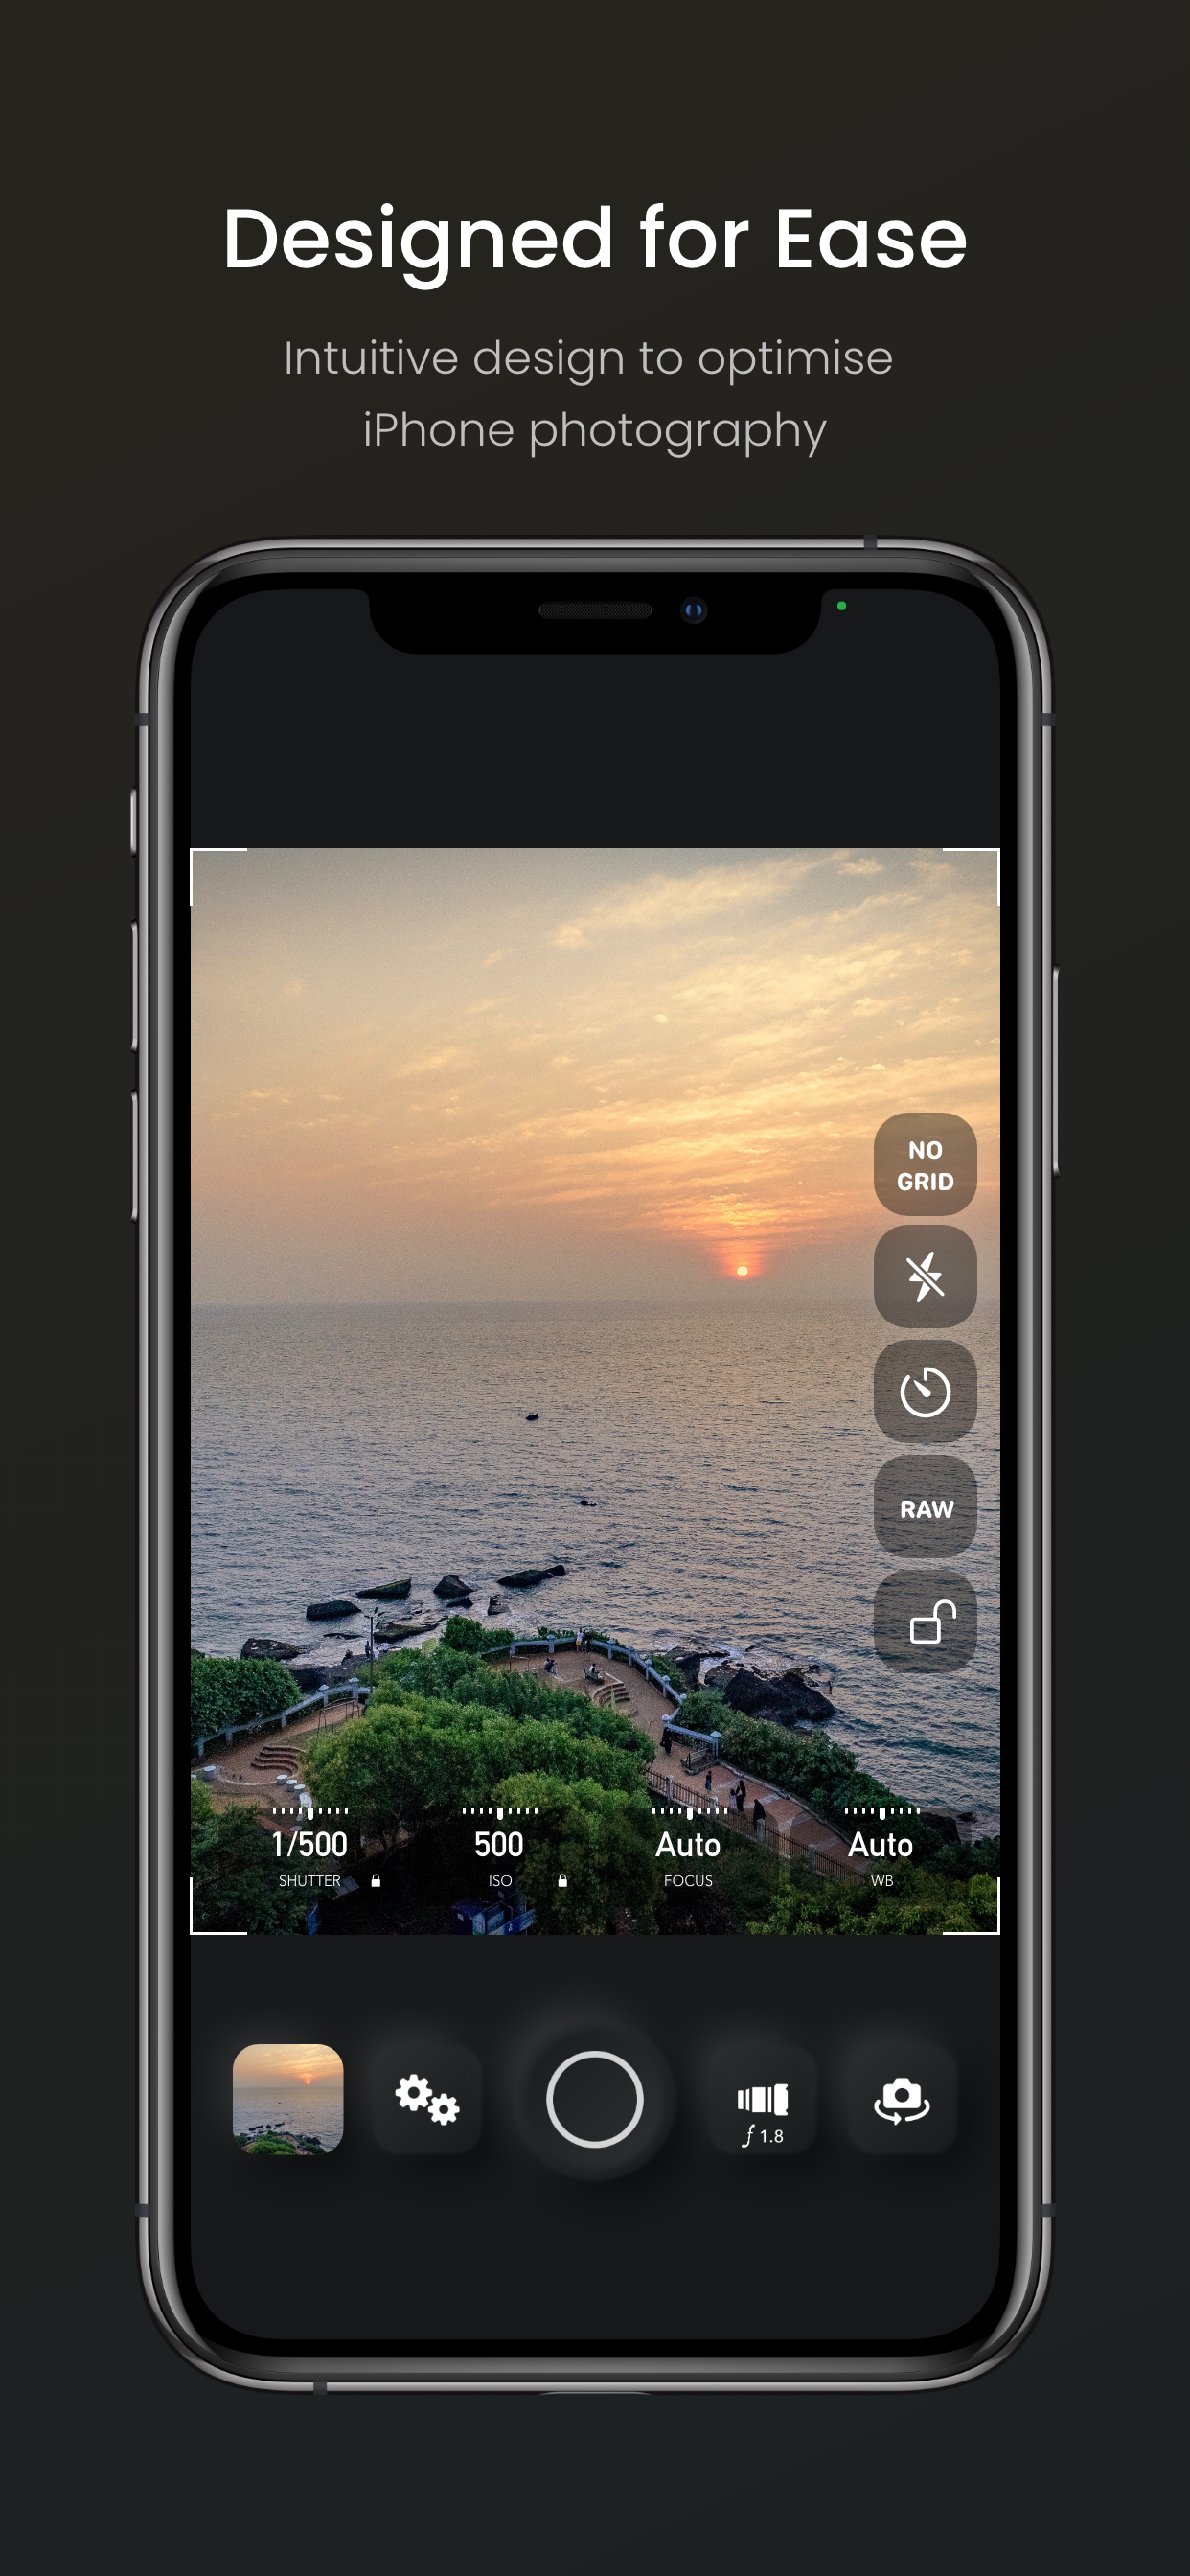 Designed for Ease
Intuitive design to optimise
iPhone photography
NO
GRID
RAW
1/500
SHUTTER
500
ISO
Auto
FOCUS
Auto
WB
ƒ 1.8